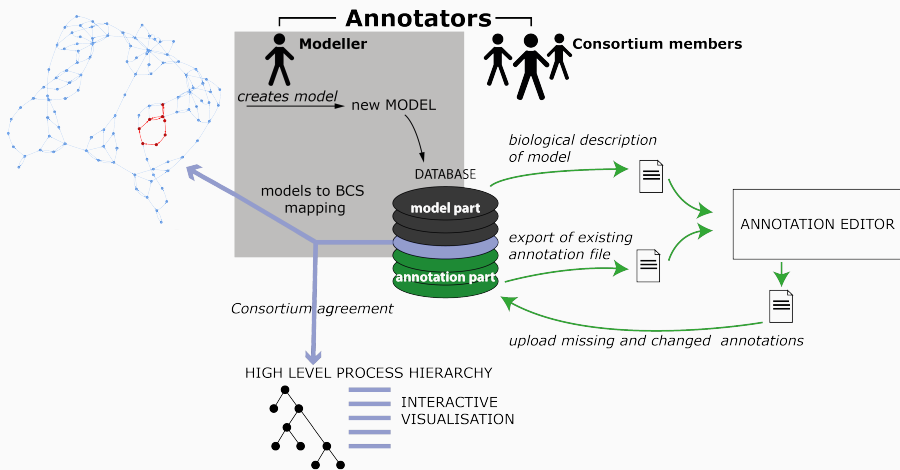 Annotators
Modeller
Consortium members
creates model
new MODEL
biological description
of model
DATABASE
models to BCS
mapping
model part
ANNOTATION EDITOR
export of existing
annotation file
annotation part
Consortium agreement
upload missing and changed annotations
HIGH LEVEL PROCESS HIERARCHY
INTERACTIVE
VISUALISATION